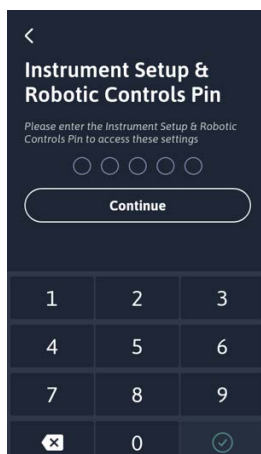 Instrument Setup &
Robotic Controls Pin
Please enter the Instrument Setup & Robotic
Controls Pin to access these settings
Continue
1 2 3
4 5 6
7 8 9
0